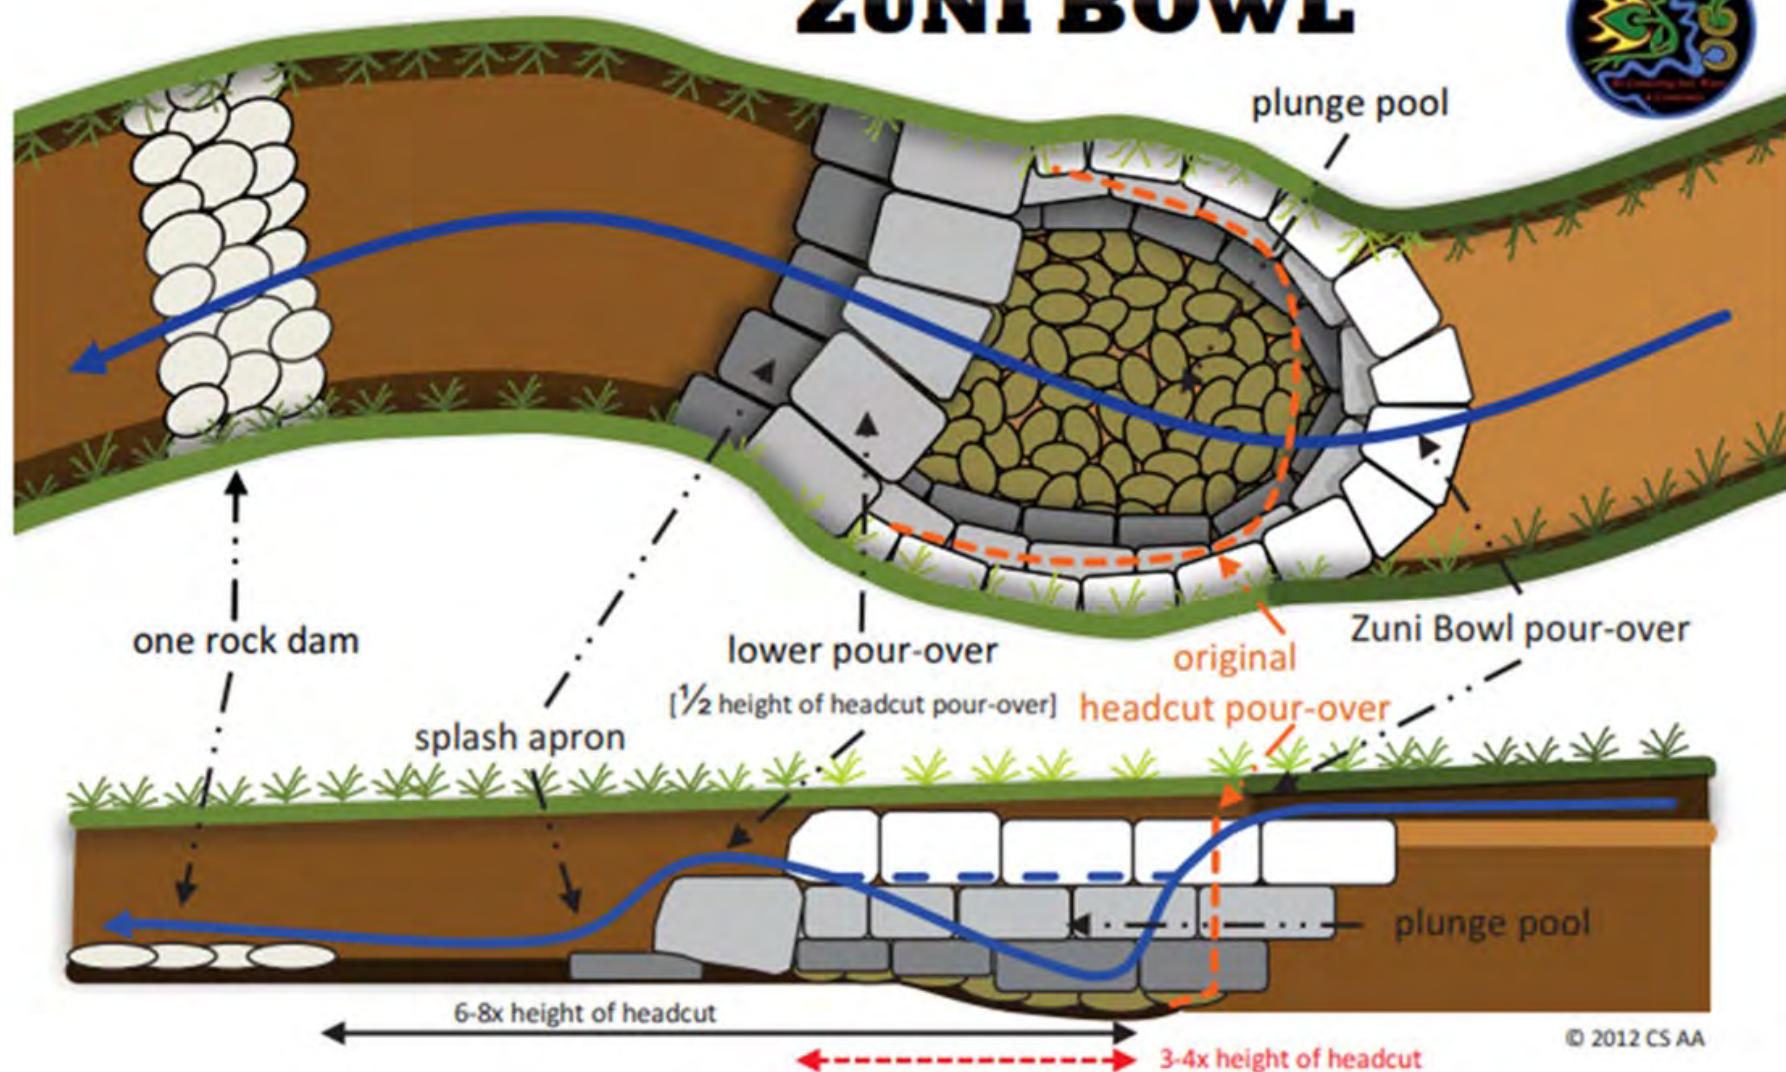 ZUNI BOWL
plunge pool
one rock dam
lower pour-over
[½ height of headcut pour-over]
splash apron
original
headcut pour-over
Zuni Bowl pour-over
plunge pool
6-8x height of headcut
3-4x height of headcut
© 2012 CS AA